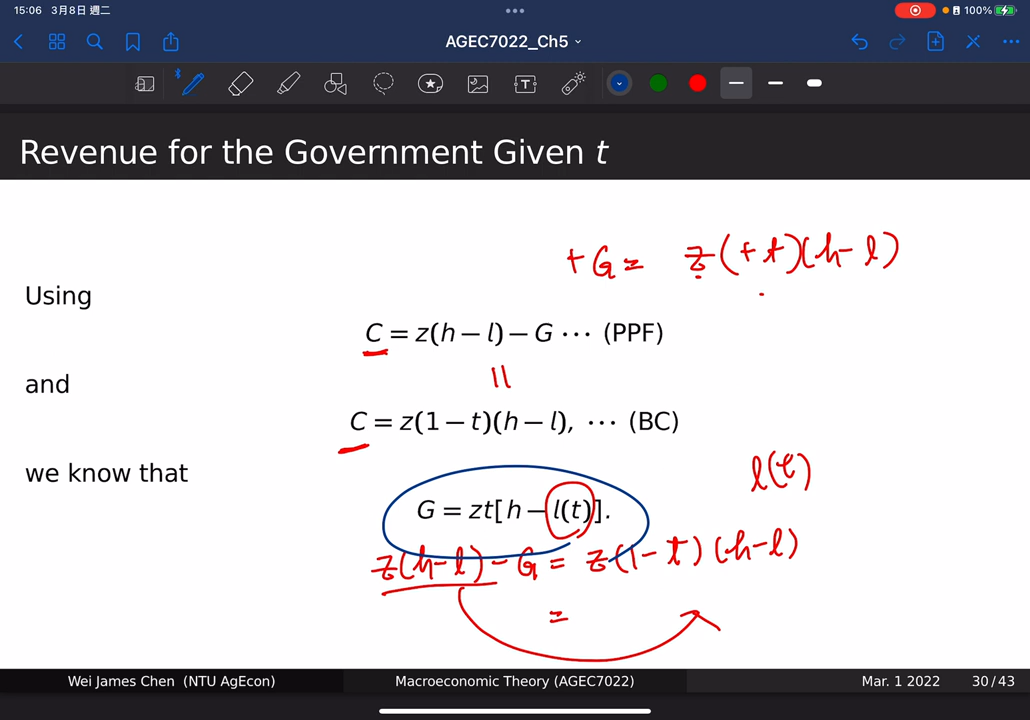 15:06 3月8日 週二
100%
AGEC7022_Ch5
Revenue for the Government Given t
+G = z(+t)(h-l)
Using
C = z(h — l) — G ··· (PPF)
and
=
C = z(1 — t)(h — l), ··· (BC)
we know that
l(t)
G = zt[h — l(t)].
z(h-l) - G = z(1-t)(h-l)
=
Wei James Chen (NTU AgEcon) Macroeconomic Theory (AGEC7022) Mar. 1 2022 30 / 43